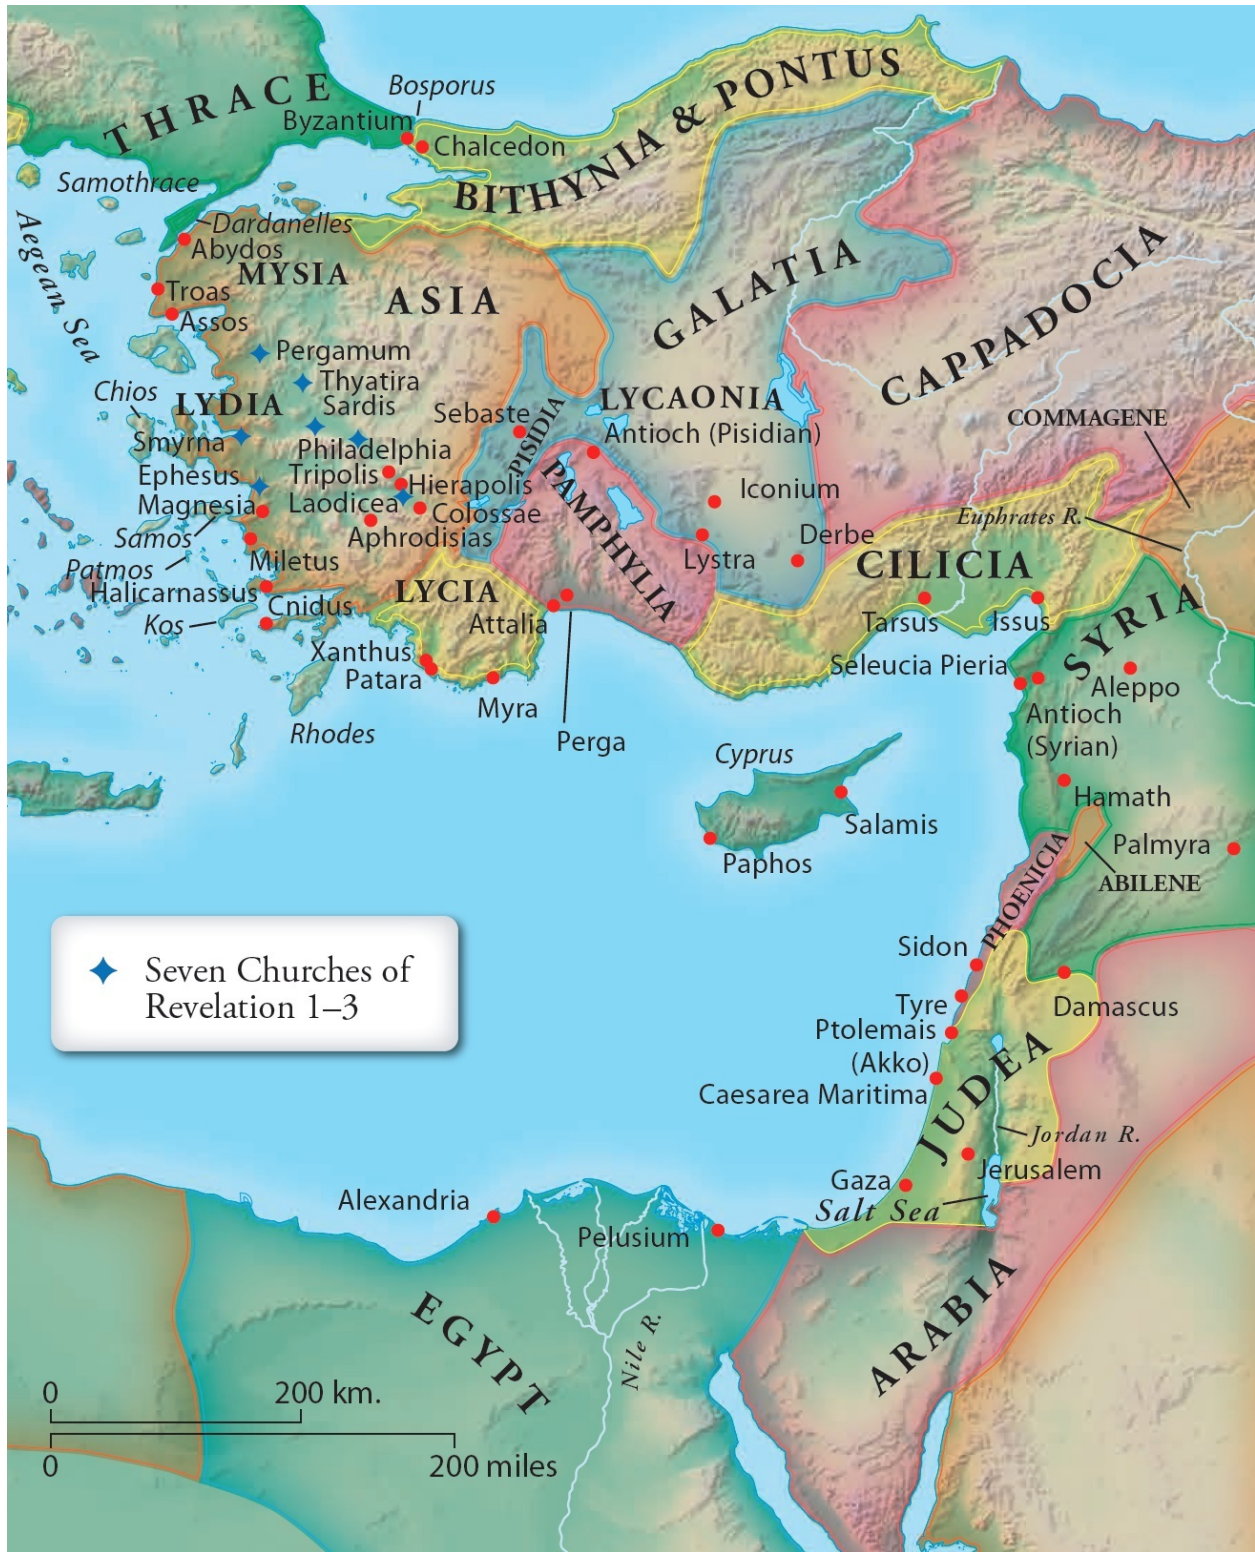 THRACE
Bosporus
Byzantium
Chalcedon
BITHYNIA & PONTUS
Samothrace
Dardanelles
Abydos
Aegean Sea
MYSIA
ASIA
GALATIA
CAPPADOCIA
Troas
Assos
Pergamum
Thyatira
Chios
LYDIA
Sardis
Sebaste
PISIDIA
LYCAONIA
Antioch (Pisidian)
COMMAGENE
Smyrna
Philadelphia
Ephesus
Tripolis
Hierapolis
Magnesia
Laodicea
Colossae
PAMPHYLIA
Iconium
Euphrates R.
Samos
Aphrodisias
Derbe
Lystra
Patmos
Miletus
CILICIA
Halicarnassus
Cnidus
LYCIA
Kos
Attalia
Tarsus
Issus
SYRIA
Xanthus
Patara
Seleucia Pieria
Aleppo
Myra
Antioch
(Syrian)
Rhodes
Perga
Cyprus
Hamath
Salamis
Palmyra
Paphos
PHOENICIA
ABILENE
Seven Churches of
Revelation 1–3
Sidon
Tyre
Damascus
Ptolemais
(Akko)
Caesarea Maritima
JUDEA
Jordan R.
Jerusalem
Gaza
Salt Sea
Alexandria
Pelusium
EGYPT
Nile R.
ARABIA
0 200 km.
0 200 miles